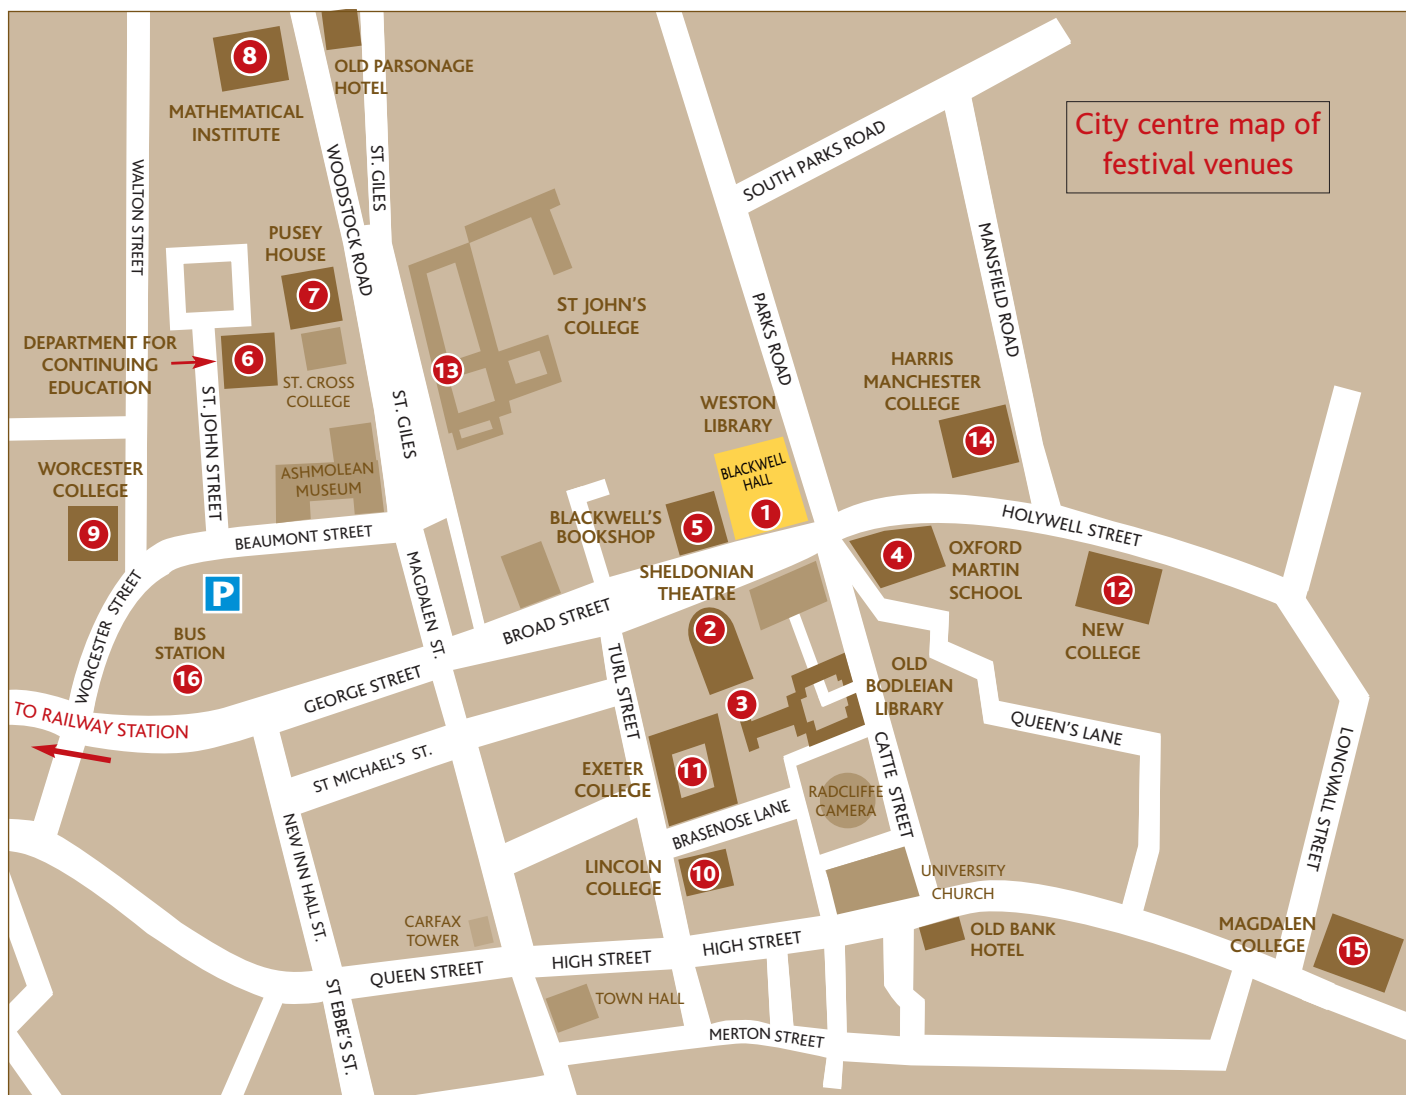 8
OLD PARSONAGE
HOTEL
MATHEMATICAL
INSTITUTE
City centre map of
festival venues
WALTON STREET
WOODSTOCK ROAD
ST. GILES
SOUTH PARKS ROAD
PUSEY
HOUSE
7
MANSFIELD ROAD
ST JOHN'S
COLLEGE
PARKS ROAD
DEPARTMENT FOR
CONTINUING
EDUCATION
6
13
ST. CROSS
COLLEGE
HARRIS
MANCHESTER
COLLEGE
14
ST. JOHN STREET
ST. GILES
WESTON
LIBRARY
BLACKWELL
HALL
1
WORCESTER
COLLEGE
9
ASHMOLEAN
MUSEUM
BLACKWELL'S
BOOKSHOP
5
HOLYWELL STREET
BEAUMONT STREET
4
OXFORD
MARTIN
SCHOOL
12
NEW
COLLEGE
P
MAGDALEN ST.
SHELDONIAN
THEATRE
2
BROAD STREET
WORCESTER STREET
BUS
STATION
16
TURL STREET
OLD
BODLEIAN
LIBRARY
3
GEORGE STREET
TO RAILWAY STATION
QUEEN'S LANE
ST MICHAEL'S ST.
EXETER
COLLEGE
11
CATTE STREET
RADCLIFFE
CAMERA
LONGWALL STREET
NEW INN HALL ST.
BRASENOSE LANE
LINCOLN
COLLEGE
10
UNIVERSITY
CHURCH
CARFAX
TOWER
OLD BANK
HOTEL
MAGDALEN
COLLEGE
15
QUEEN STREET
HIGH STREET
HIGH STREET
ST EBBE'S ST.
TOWN HALL
MERTON STREET